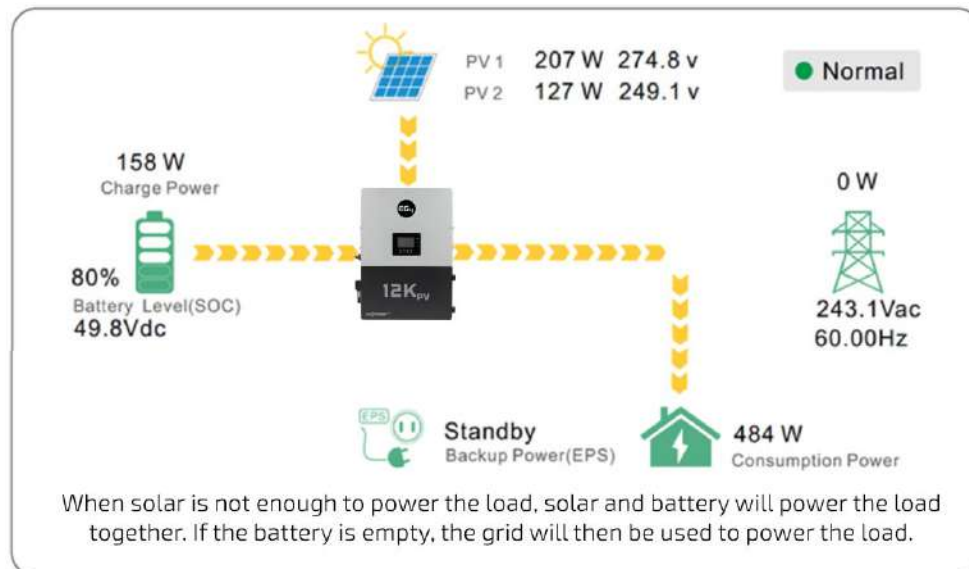 PV 1 207 W 274.8 v
PV 2 127 W 249.1 v
Normal
158 W
Charge Power
0 W
EG4
80%
Battery Level(SOC)
49.8Vdc
12K PV
243.1Vac
60.00Hz
EPS
Standby
Backup Power(EPS)
484 W
Consumption Power
When solar is not enough to power the load, solar and battery will power the load
together. If the battery is empty, the grid will then be used to power the load.